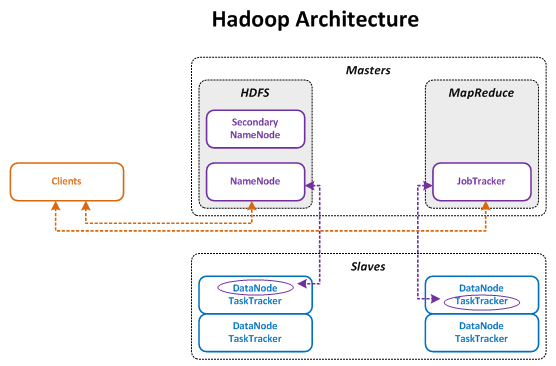 Hadoop Architecture
Masters
HDFS
MapReduce
Secondary
NameNode
Clients
NameNode
JobTracker
Slaves
DataNode
TaskTracker
DataNode
TaskTracker
DataNode
TaskTracker
DataNode
TaskTracker